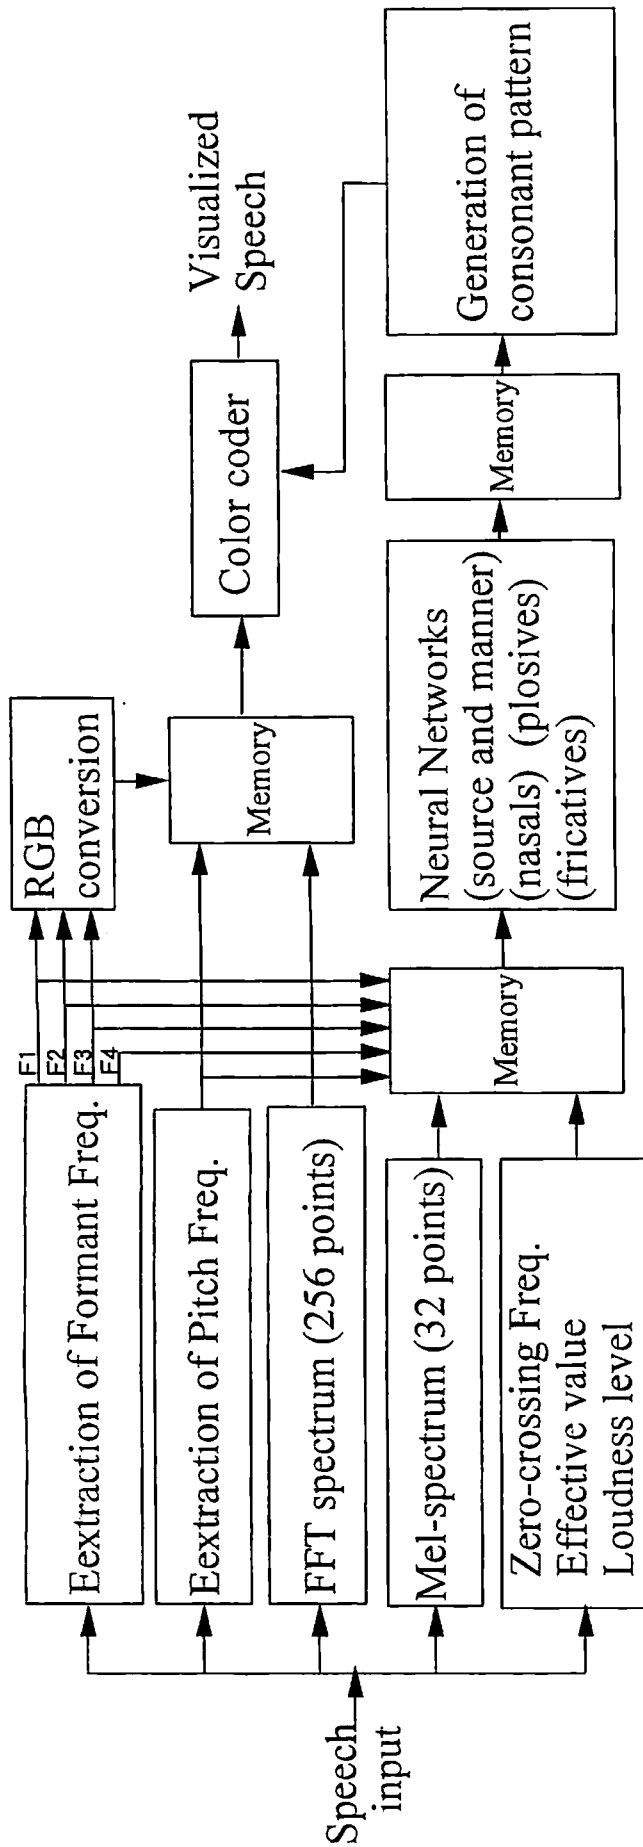 Speech
input
Eextraction of Formant Freq.
F1
F2
F3
F4
Eextraction of Pitch Freq.
FFT spectrum (256 points)
Mel-spectrum (32 points)
Zero-crossing Freq.
Effective value
Loudness level
RGB
conversion
Memory
Color coder
Visualized
Speech
Memory
Neural Networks
(source and manner)
(nasals) (plosives)
(fricatives)
Memory
Generation of
consonant pattern